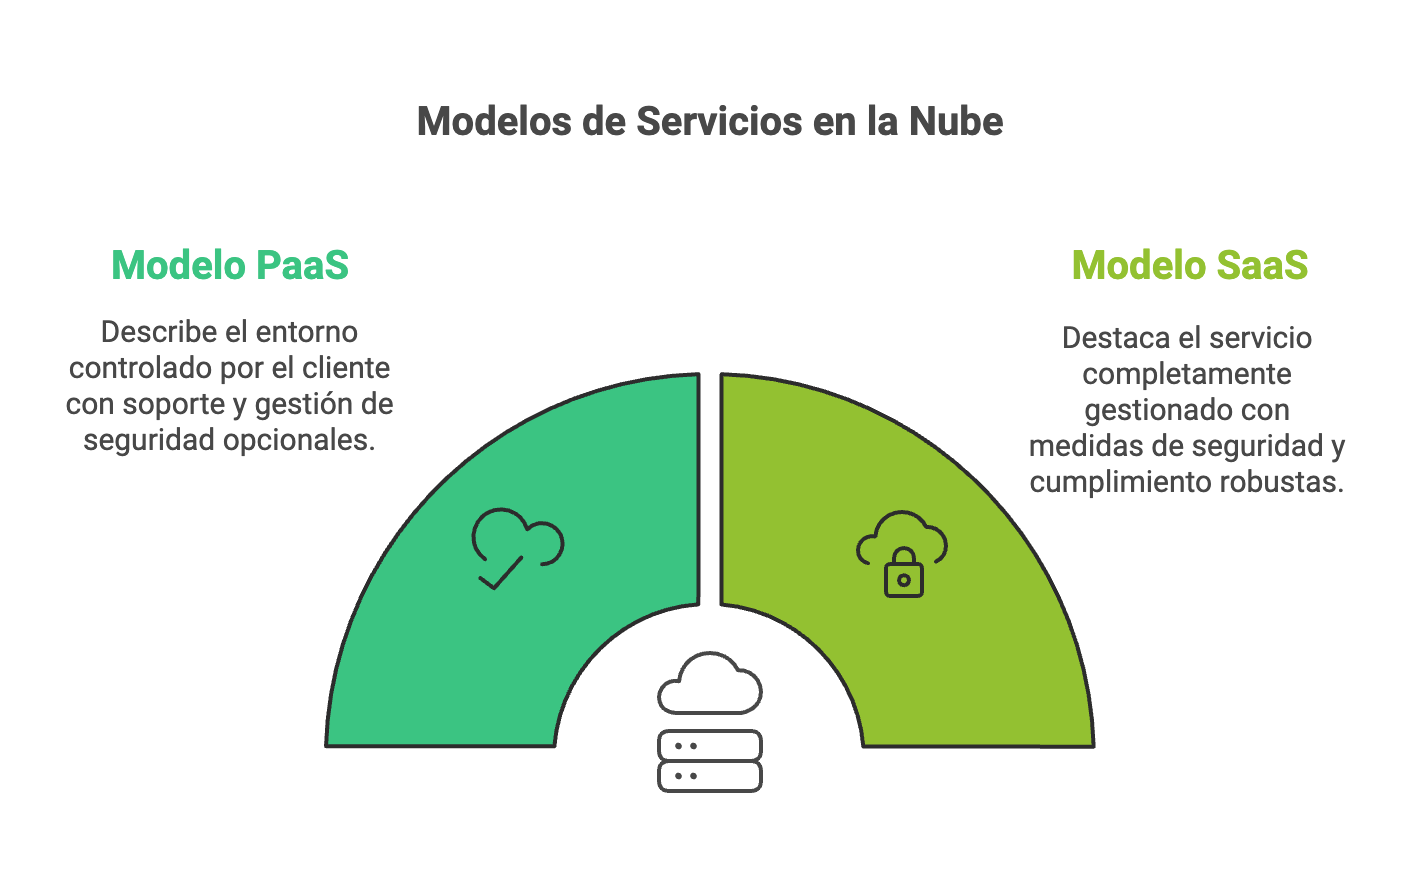 Modelos de Servicios en la Nube
Modelo PaaS
Describe el entorno
controlado por el cliente
con soporte y gestión de
seguridad opcionales.
Modelo SaaS
Destaca el servicio
completamente
gestionado con
medidas de seguridad y
cumplimiento robustas.